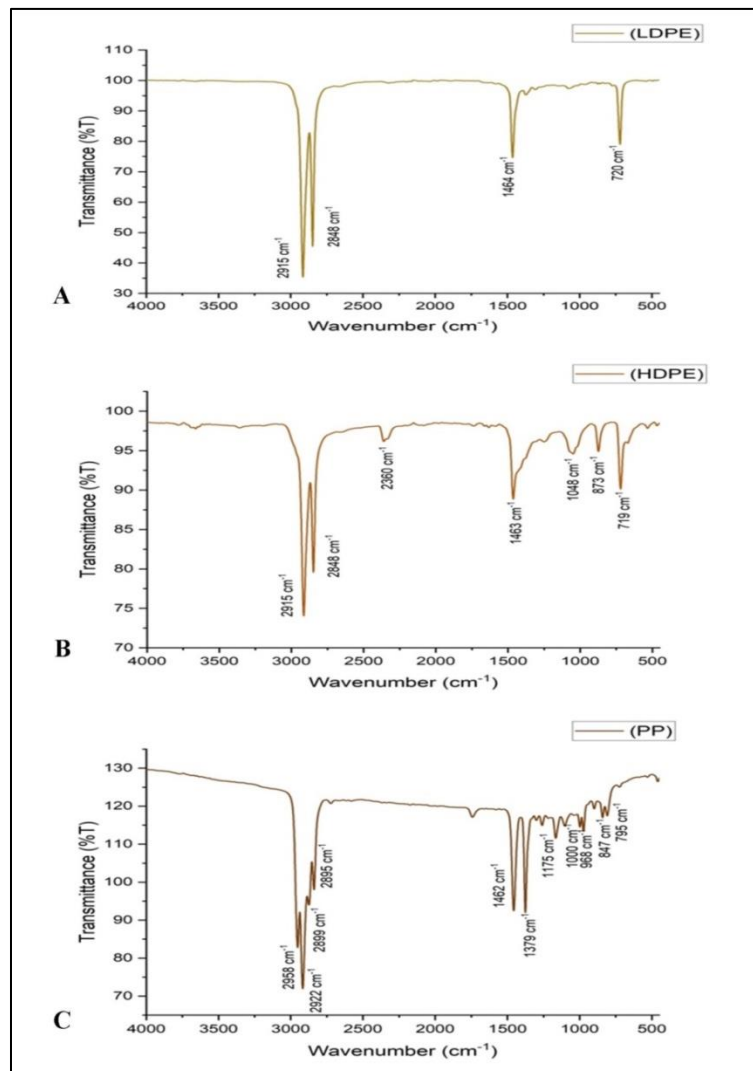 (LDPE)
110
100
90
80
70
60
50
40
30
Transmittance (%T)
2915 cm-1
2848 cm-1
1464 cm-1
720 cm-1
4000 3500 3000 2500 2000 1500 1000 500
Wavenumber (cm-1)
A
(HDPE)
100
95
90
85
80
75
70
Transmittance (%T)
2915 cm-1
2848 cm-1
2360 cm-1
1463 cm-1
1048 cm-1
873 cm-1
719 cm-1
4000 3500 3000 2500 2000 1500 1000 500
Wavenumber (cm-1)
B
(PP)
130
120
110
100
90
80
70
Transmittance (%T)
2958 cm-1
2922 cm-1
2899 cm-1
2895 cm-1
1462 cm-1
1379 cm-1
1175 cm-1
1000 cm-1
968 cm-1
847 cm-1
795 cm-1
4000 3500 3000 2500 2000 1500 1000 500
Wavenumber (cm-1)
C